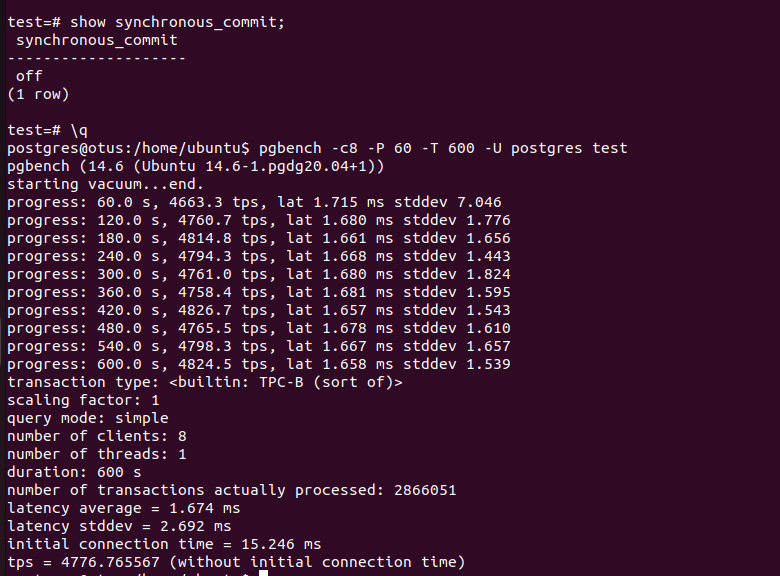 test=# show synchronous_commit;
 synchronous_commit
--------------------
 off
(1 row)

test=# \q
postgres@otus:/home/ubuntu$ pgbench -c8 -P 60 -T 600 -U postgres test
pgbench (14.6 (Ubuntu 14.6-1.pgdg20.04+1))
starting vacuum...end.
progress: 60.0 s, 4663.3 tps, lat 1.715 ms stddev 7.046
progress: 120.0 s, 4760.7 tps, lat 1.680 ms stddev 1.776
progress: 180.0 s, 4814.8 tps, lat 1.661 ms stddev 1.656
progress: 240.0 s, 4794.3 tps, lat 1.668 ms stddev 1.443
progress: 300.0 s, 4761.0 tps, lat 1.680 ms stddev 1.824
progress: 360.0 s, 4758.4 tps, lat 1.681 ms stddev 1.595
progress: 420.0 s, 4826.7 tps, lat 1.657 ms stddev 1.543
progress: 480.0 s, 4765.5 tps, lat 1.678 ms stddev 1.610
progress: 540.0 s, 4798.3 tps, lat 1.667 ms stddev 1.657
progress: 600.0 s, 4824.5 tps, lat 1.658 ms stddev 1.539
transaction type: <builtin: TPC-B (sort of)>
scaling factor: 1
query mode: simple
number of clients: 8
number of threads: 1
duration: 600 s
number of transactions actually processed: 2866051
latency average = 1.674 ms
latency stddev = 2.692 ms
initial connection time = 15.246 ms
tps = 4776.765567 (without initial connection time)